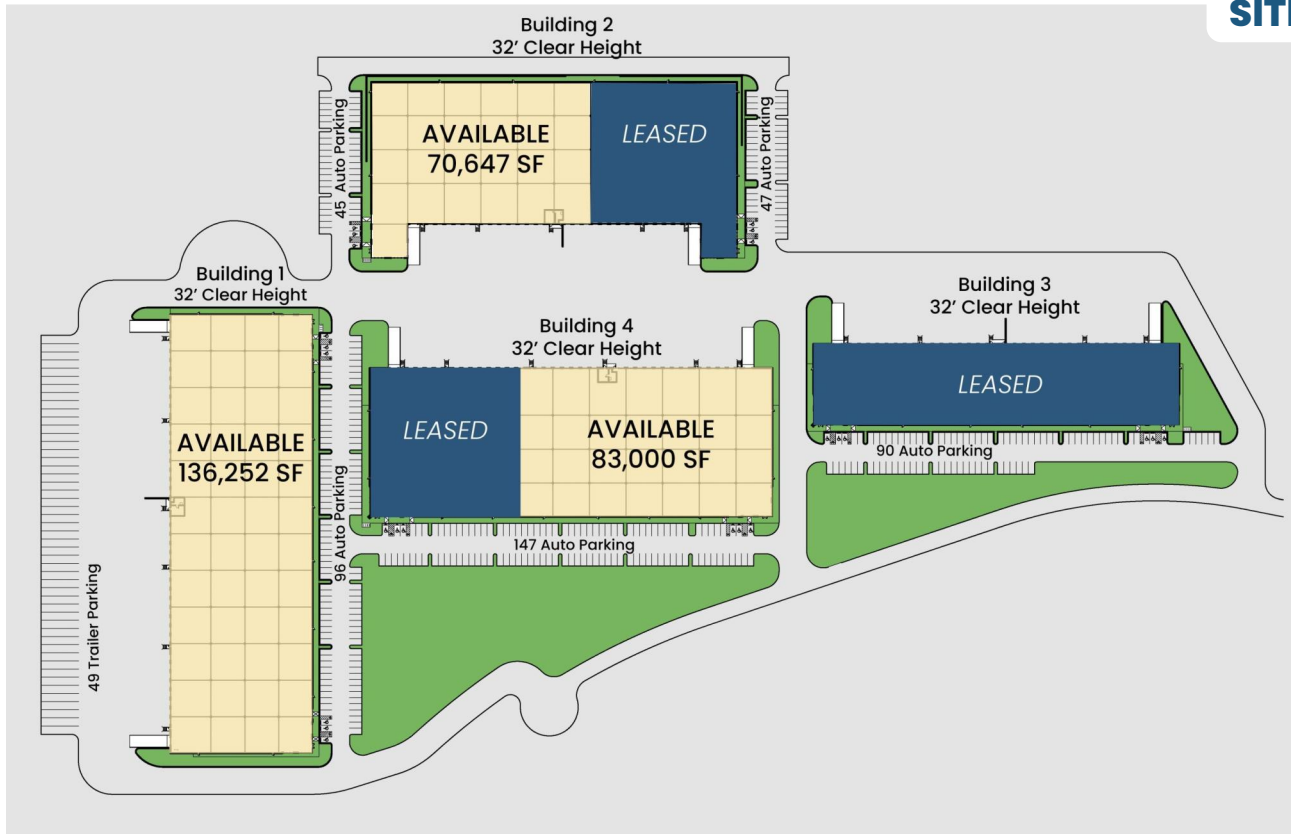 Building 2
32' Clear Height
45 Auto Parking
AVAILABLE
70,647 SF
LEASED
47 Auto Parking
Building 1
32' Clear Height
AVAILABLE
136,252 SF
49 Trailer Parking
96 Auto Parking
Building 4
32' Clear Height
LEASED
AVAILABLE
83,000 SF
147 Auto Parking
Building 3
32' Clear Height
LEASED
90 Auto Parking